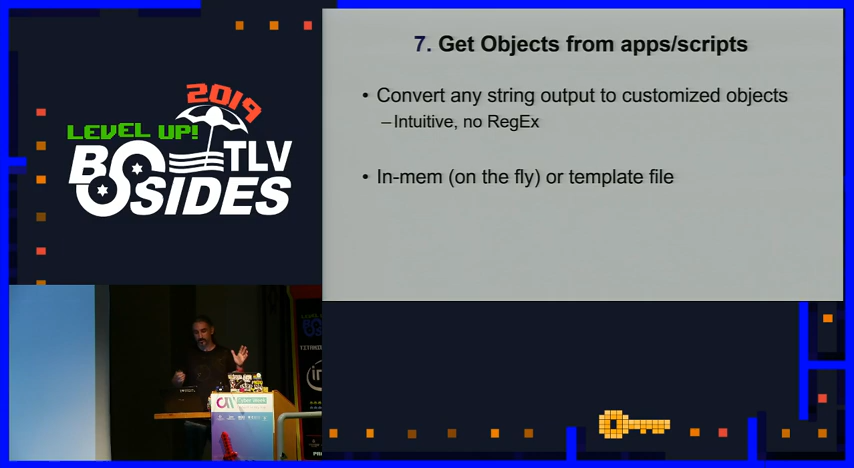 7. Get Objects from apps/scripts
• Convert any string output to customized objects
–Intuitive, no RegEx
• In-mem (on the fly) or template file
2019
LEVEL UP!
BSIDES TLV